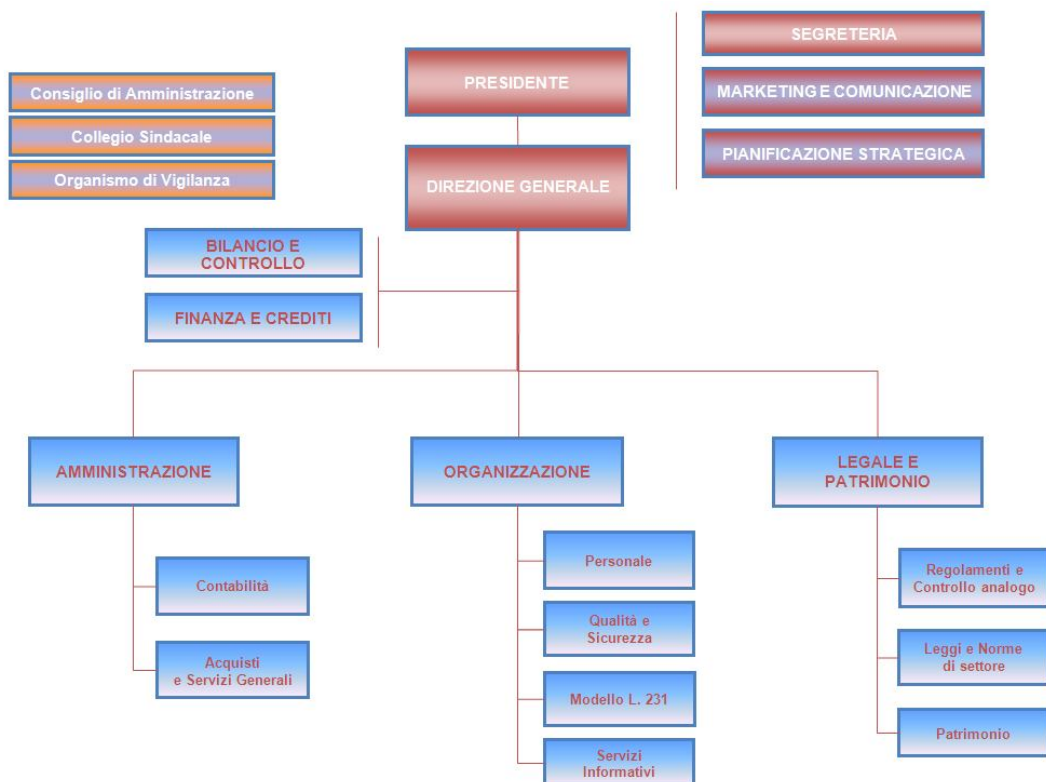 SEGRETERIA
PRESIDENTE
Consiglio di Amministrazione
MARKETING E COMUNICAZIONE
Collegio Sindacale
PIANIFICAZIONE STRATEGICA
Organismo di Vigilanza
DIREZIONE GENERALE
BILANCIO E
CONTROLLO
FINANZA E CREDITI
AMMINISTRAZIONE
ORGANIZZAZIONE
LEGALE E
PATRIMONIO
Contabilità
Acquisti
e Servizi Generali
Personale
Qualità e
Sicurezza
Modello L. 231
Servizi
Informativi
Regolamenti e
Controllo analogo
Leggi e Norme
di settore
Patrimonio